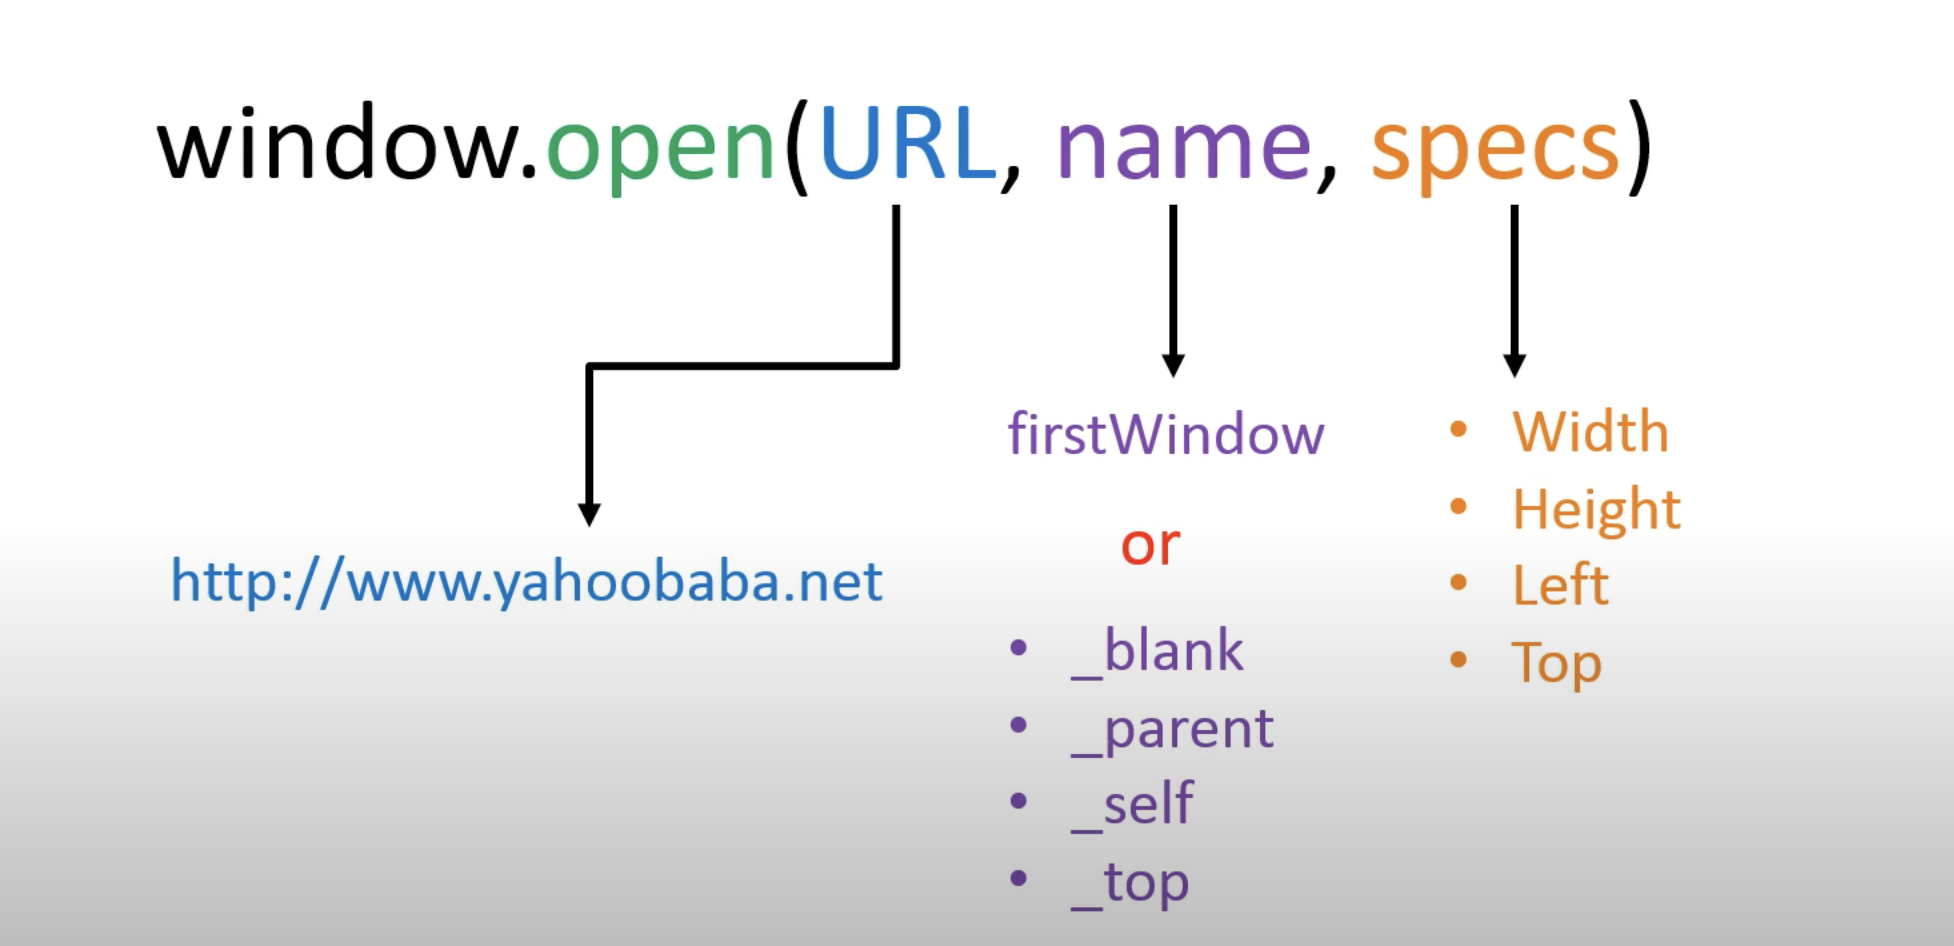 window.open(URL, name, specs)
http://www.yahoobaba.net
firstWindow
or
• _blank
• _parent
• _self
• _top
• Width
• Height
• Left
• Top